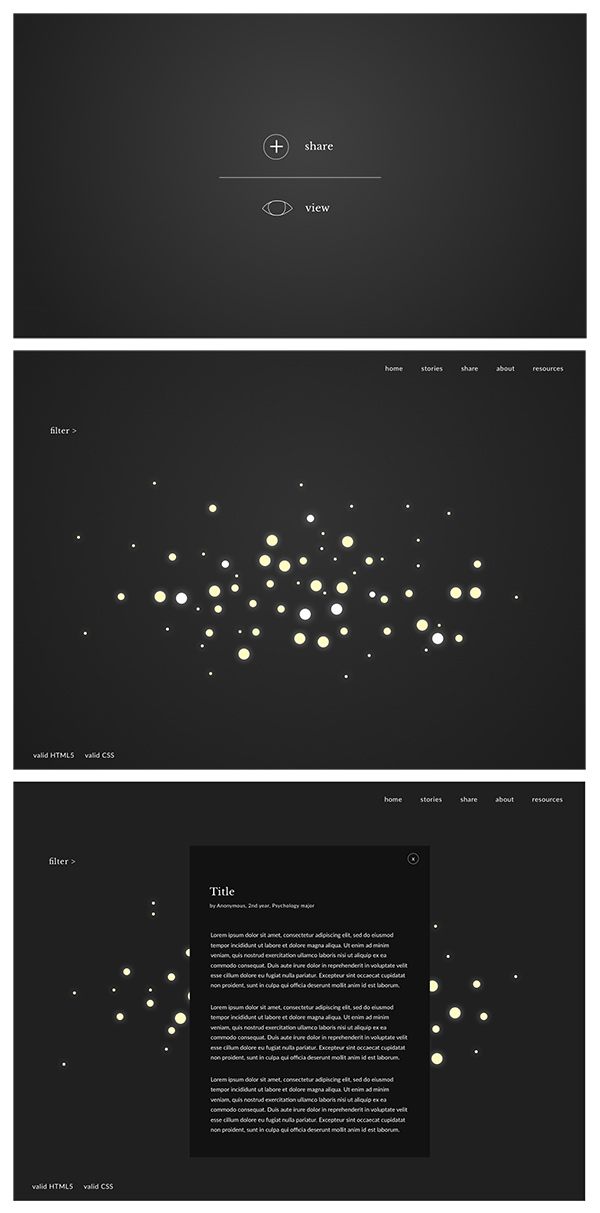 share
view
home stories share about resources
filter >
valid HTML5 valid CSS
home stories share about resources
filter >
x
Title
by Anonymous, 2nd year, Psychology major
Lorem ipsum dolor sit amet, consectetur adipiscing elit, sed do eiusmod
tempor incididunt ut labore et dolore magna aliqua. Ut enim ad minim
veniam, quis nostrud exercitation ullamco laboris nisi ut aliquip ex ea
commodo consequat. Duis aute irure dolor in reprehenderit in voluptate velit
esse cillum dolore eu fugiat nulla pariatur. Excepteur sint occaecat cupidatat
non proident, sunt in culpa qui officia deserunt mollit anim id est laborum.
Lorem ipsum dolor sit amet, consectetur adipiscing elit, sed do eiusmod
tempor incididunt ut labore et dolore magna aliqua. Ut enim ad minim
veniam, quis nostrud exercitation ullamco laboris nisi ut aliquip ex ea
commodo consequat. Duis aute irure dolor in reprehenderit in voluptate velit
esse cillum dolore eu fugiat nulla pariatur. Excepteur sint occaecat cupidatat
non proident, sunt in culpa qui officia deserunt mollit anim id est laborum.
Lorem ipsum dolor sit amet, consectetur adipiscing elit, sed do eiusmod
tempor incididunt ut labore et dolore magna aliqua. Ut enim ad minim
veniam, quis nostrud exercitation ullamco laboris nisi ut aliquip ex ea
commodo consequat. Duis aute irure dolor in reprehenderit in voluptate velit
esse cillum dolore eu fugiat nulla pariatur. Excepteur sint occaecat cupidatat
non proident, sunt in culpa qui officia deserunt mollit anim id est laborum.
valid HTML5 valid CSS